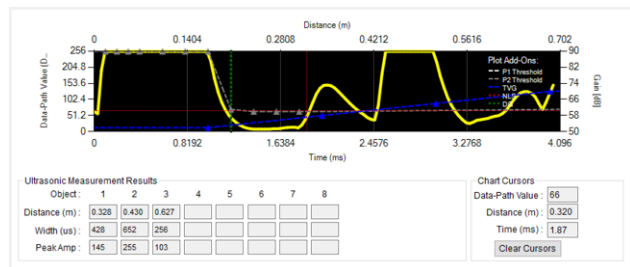 Distance (m)
0 0.1404 0.2808 0.4212 0.5616 0.702
256 90
204.8 82
153.6 74
102.4 66
51.2 58
0 50
Data-Path Value [D...
Gain [dB]
Plot Add-Ons:
P1 Threshold
P2 Threshold
TVG
NLS
0 0.8192 1.6384 2.4576 3.2768 4.096
Time (ms)
Ultrasonic Measurement Results
Object : 1 2 3 4 5 6 7 8
Distance (m) : 0.328 0.430 0.627
Width (us) : 428 652 256
Peak Amp : 145 255 103
Chart Cursors
Data-Path Value : 66
Distance (m) : 0.320
Time (ms) : 1.87
Clear Cursors